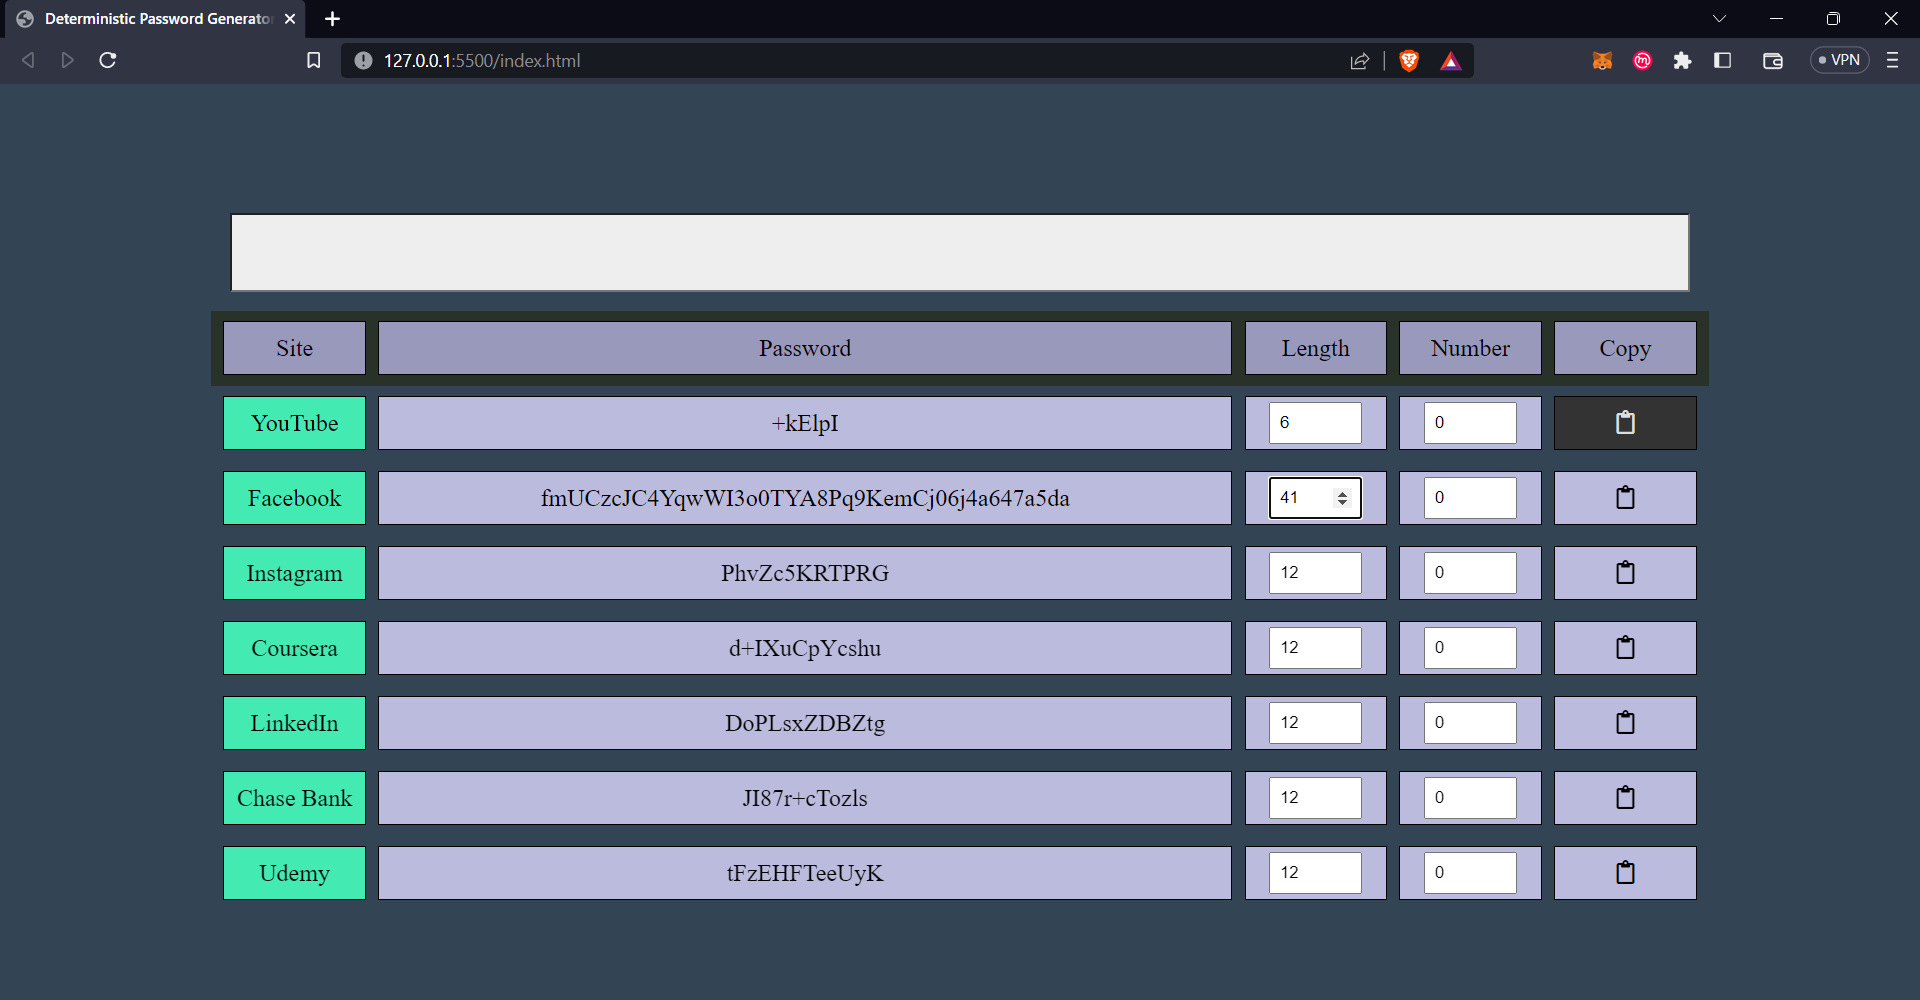 Deterministic Password Generato
127.0.0.1:5500/index.html
VPN
Site Password Length Number Copy
YouTube +kElpI 6 0
Facebook fmUCzcJC4YqwWI3o0TYA8Pq9KemCj06j4a647a5da 41 0
Instagram PhvZc5KRTPRG 12 0
Coursera d+IXuCpYcshu 12 0
LinkedIn DoPLsxZDBZtg 12 0
Chase Bank JI87r+cTozls 12 0
Udemy tFzEHFTeeUyK 12 0